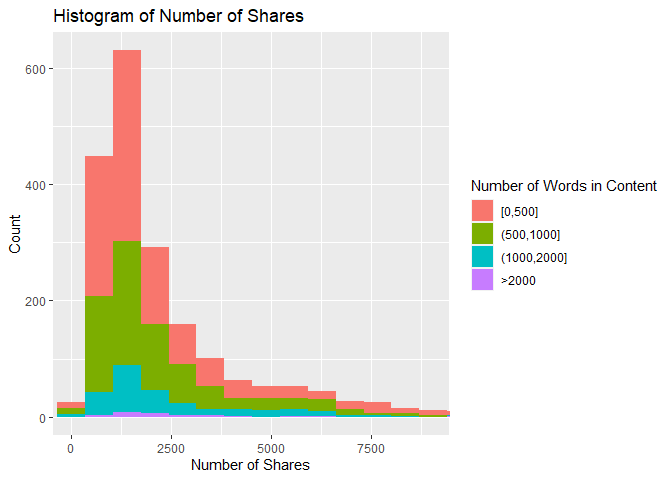 Histogram of Number of Shares
600
400
200
0
Count
0 2500 5000 7500
Number of Shares
Number of Words in Content
[0,500]
(500,1000]
(1000,2000]
>2000